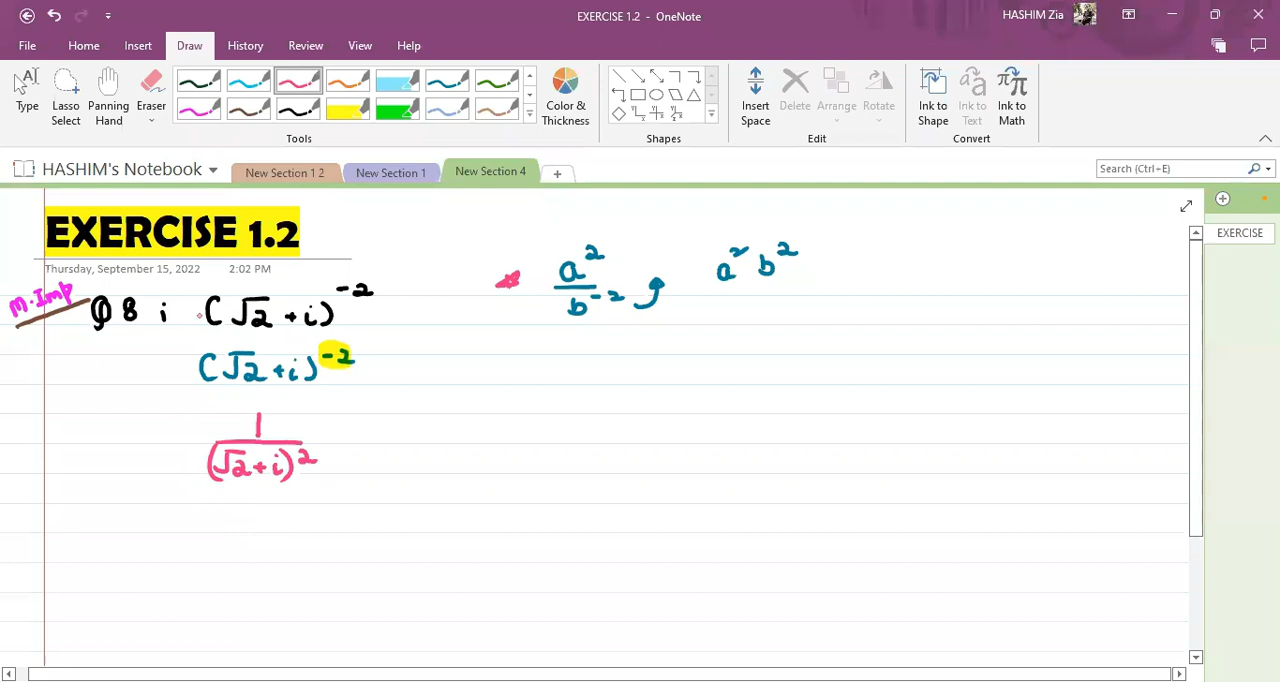 EXERCISE 1.2 - OneNote
HASHIM Zia
File Home Insert Draw History Review View Help
Type
Lasso Select
Panning Hand
Eraser
Color & Thickness
Insert Space
Delete
Arrange
Rotate
Ink to Shape
Ink to Text
Ink to Math
Tools
Shapes
Edit
Convert
HASHIM's Notebook
New Section 1 2
New Section 1
New Section 4
Search (Ctrl+E)
EXERCISE
EXERCISE 1.2
Thursday, September 15, 2022 2:02 PM
M.Imp
Q 8 i (√2 + i)⁻²
(√2 + i)⁻²
1
(√2 + i)²
a²
b⁻²
a² b²